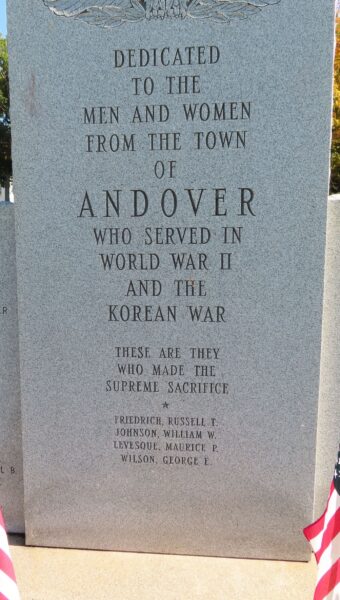 DEDICATED
TO THE
MEN AND WOMEN
FROM THE TOWN
OF
ANDOVER
WHO SERVED IN
WORLD WAR II
AND THE
KOREAN WAR
THESE ARE THEY
WHO MADE THE
SUPREME SACRIFICE
★
FRIEDRICH, RUSSELL T.
JOHNSON, WILLIAM W.
LEVESQUE, MAURICE P.
WILSON, GEORGE E.